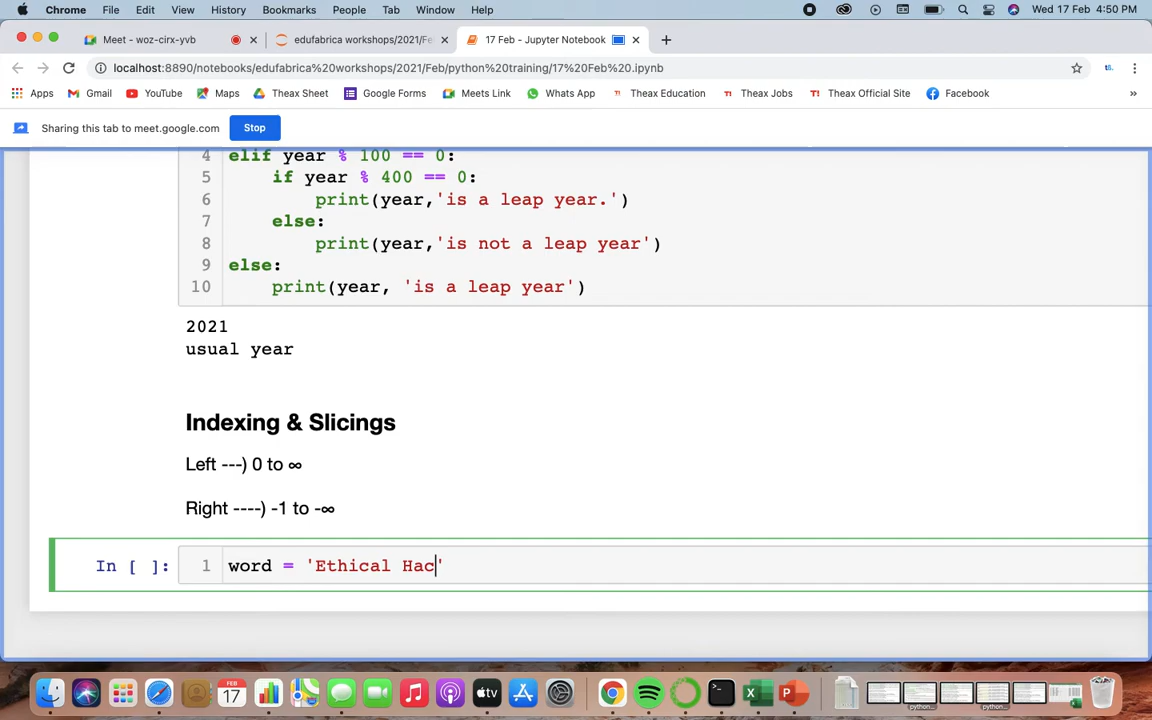 Chrome File Edit View History Bookmarks People Tab Window Help Wed 17 Feb 4:50 PM
Meet - woz-cirx-yvb edufabrica workshops/2021/Fe 17 Feb - Jupyter Notebook
localhost:8890/notebooks/edufabrica%20workshops/2021/Feb/python%20training/17%20Feb%20.ipynb
Apps Gmail YouTube Maps Theax Sheet Google Forms Meets Link Whats App Theax Education Theax Jobs Theax Official Site Facebook »
Sharing this tab to meet.google.com Stop
4 elif year % 100 == 0:
5 if year % 400 == 0:
6 print(year,'is a leap year.')
7 else:
8 print(year,'is not a leap year')
9 else:
10 print(year, 'is a leap year')
2021
usual year
Indexing & Slicings
Left ---) 0 to ∞
Right ----) -1 to -∞
In [ ]: 1 word = 'Ethical Hac'
FEB
17
tv
python
python